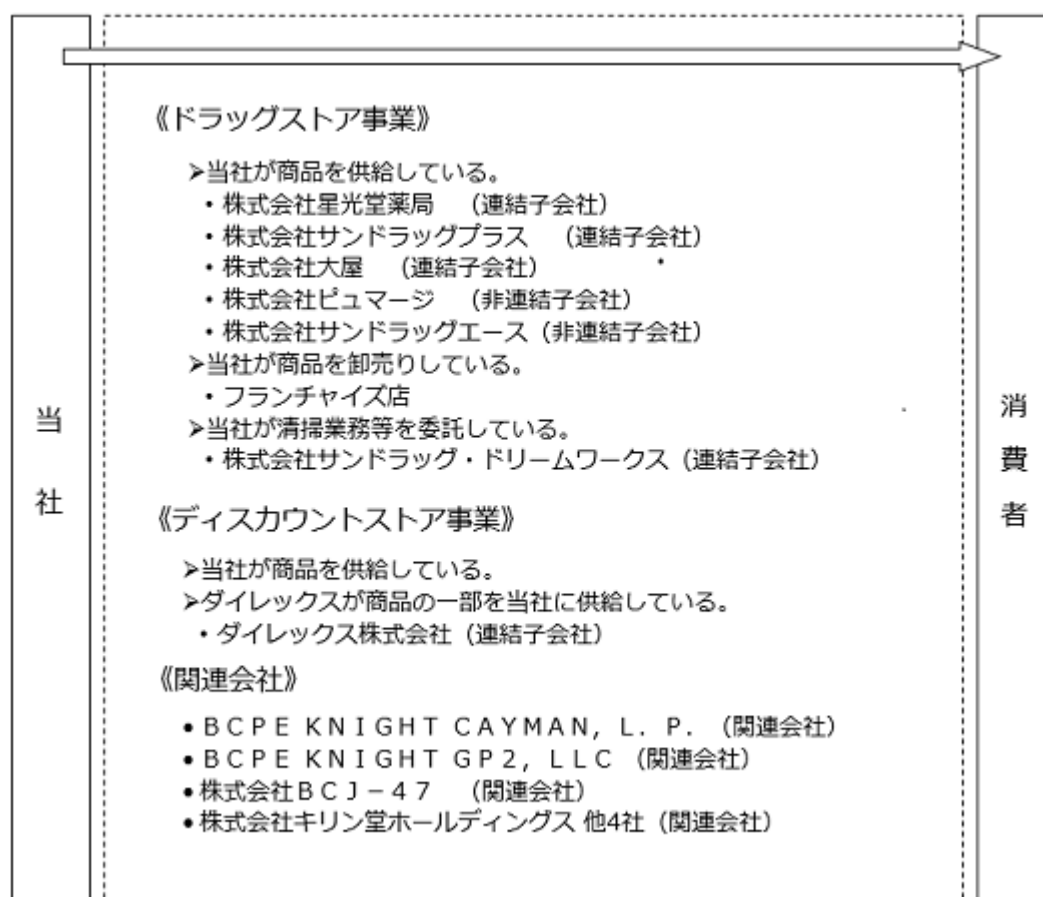 《ドラッグストア事業》
➢当社が商品を供給している。
・株式会社星光堂薬局　（連結子会社）
・株式会社サンドラッグプラス　（連結子会社）
・株式会社大屋　（連結子会社）
・株式会社ピュマージ　（非連結子会社）
・株式会社サンドラッグエース（非連結子会社）
➢当社が商品を卸売りしている。
・フランチャイズ店
➢当社が清掃業務等を委託している。
・株式会社サンドラッグ・ドリームワークス（連結子会社）
当社
《ディスカウントストア事業》
➢当社が商品を供給している。
➢ダイレックスが商品の一部を当社に供給している。
・ダイレックス株式会社（連結子会社）
《関連会社》
•ＢＣＰＥ ＫＮＩＧＨＴ ＣＡＹＭＡＮ，Ｌ．Ｐ．（関連会社）
•ＢＣＰＥ ＫＮＩＧＨＴ ＧＰ２，ＬＬＣ（関連会社）
•株式会社ＢＣＪ－４７　（関連会社）
•株式会社キリン堂ホールディングス 他4社（関連会社）
消費者